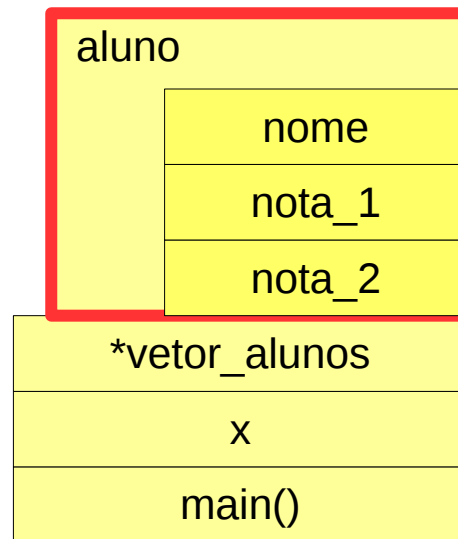 aluno
nome
nota_1
nota_2
*vetor_alunos
x
main()